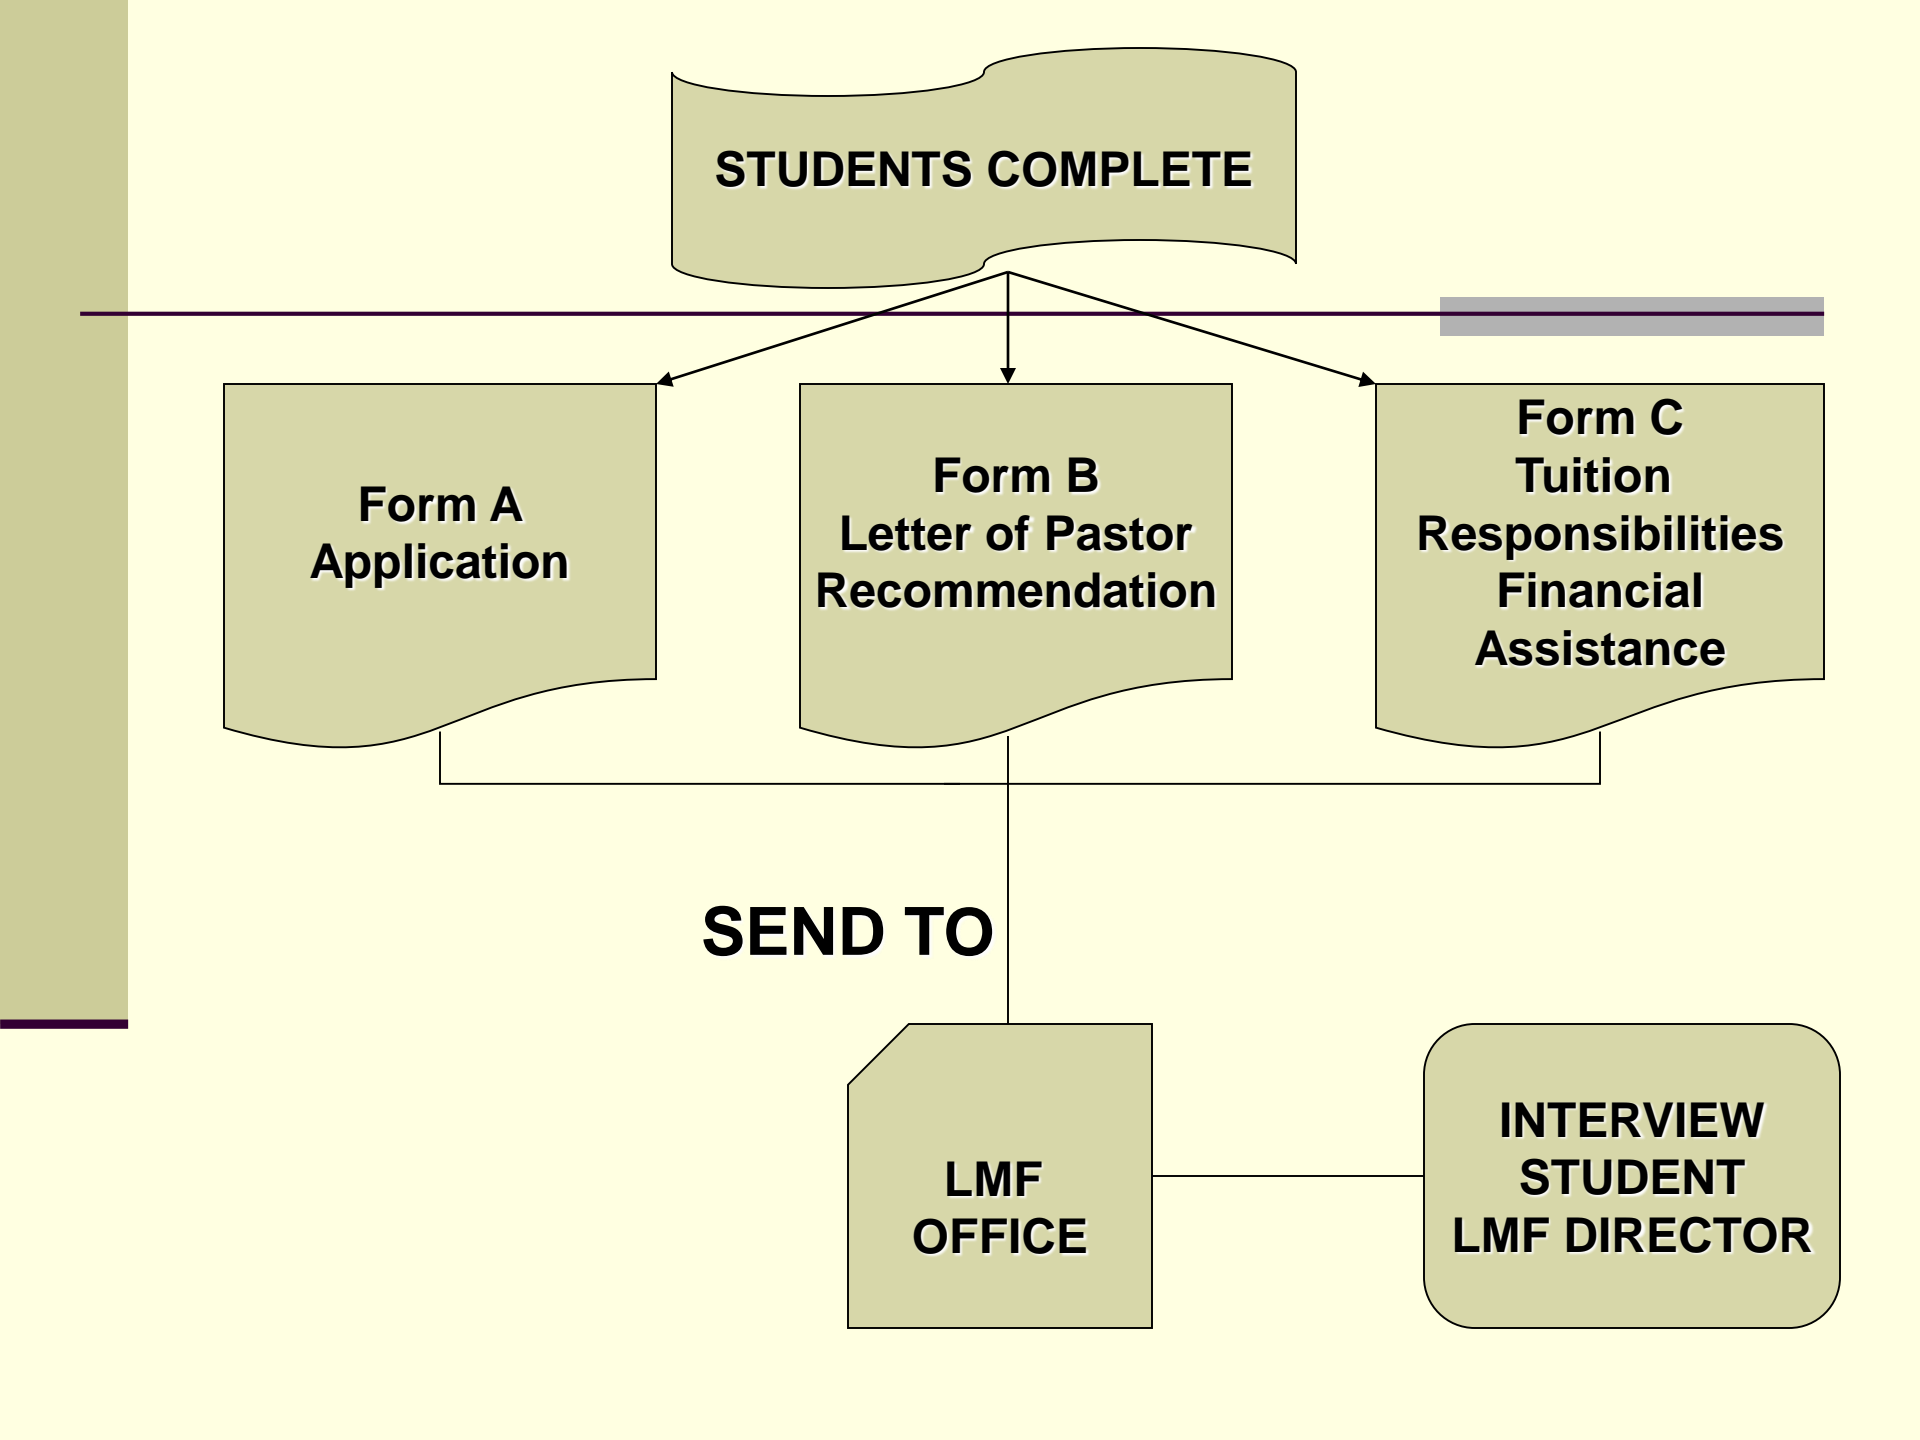 STUDENTS COMPLETE
Form A
Application
Form B
Letter of Pastor
Recommendation
Form C
Tuition
Responsibilities
Financial
Assistance
SEND TO
LMF
OFFICE
INTERVIEW
STUDENT
LMF DIRECTOR